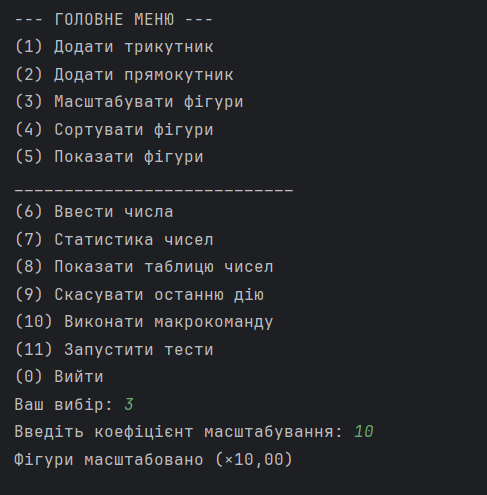 --- ГОЛОВНЕ МЕНЮ ---
(1) Додати трикутник
(2) Додати прямокутник
(3) Масштабувати фігури
(4) Сортувати фігури
(5) Показати фігури
____________________________
(6) Ввести числа
(7) Статистика чисел
(8) Показати таблицю чисел
(9) Скасувати останню дію
(10) Виконати макрокоманду
(11) Запустити тести
(0) Вийти
Ваш вибір: 3
Введіть коефіцієнт масштабування: 10
Фігури масштабовано (×10,00)